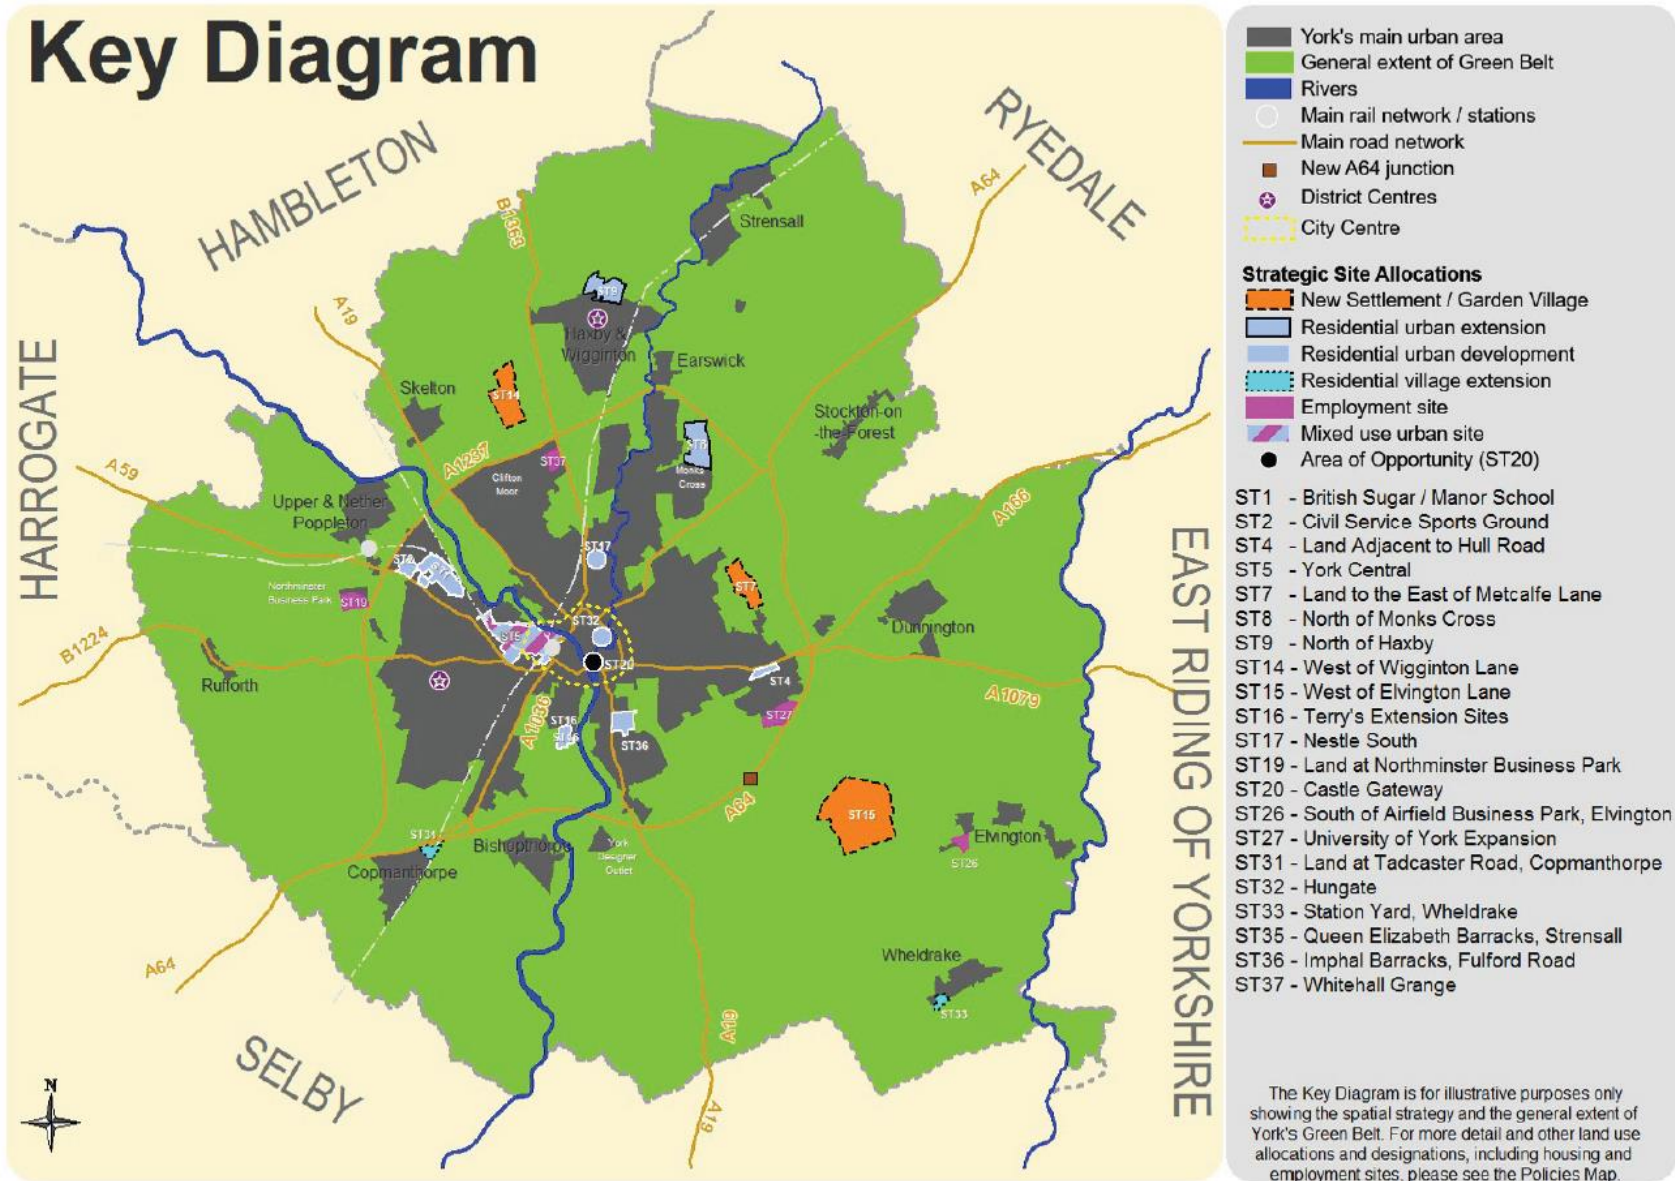 Key Diagram
HAMBLETON
RYEDALE
HARROGATE
EAST RIDING OF YORKSHIRE
SELBY
N
B1363
A64
A19
Strensall
ST9
Haxby &
Wigginton
Earswick
Skelton
ST14
Stockton-on
-the-Forest
A1237
ST37
Clifton
Moor
ST8
Monks
Cross
A59
Upper & Nether
Poppleton
A166
ST17
ST2
ST1
ST7
Northminster
Business Park
ST19
ST32
Dunnington
B1224
ST5
ST20
Rufforth
ST4
A1079
A1036
ST16
ST16
ST27
ST36
A64
ST15
ST31
Bishopthorpe
York
Designer
Outlet
Elvington
ST26
Copmanthorpe
A64
Wheldrake
ST33
A19
A19
York's main urban area
General extent of Green Belt
Rivers
Main rail network / stations
Main road network
New A64 junction
District Centres
City Centre
Strategic Site Allocations
New Settlement / Garden Village
Residential urban extension
Residential urban development
Residential village extension
Employment site
Mixed use urban site
Area of Opportunity (ST20)
ST1 - British Sugar / Manor School
ST2 - Civil Service Sports Ground
ST4 - Land Adjacent to Hull Road
ST5 - York Central
ST7 - Land to the East of Metcalfe Lane
ST8 - North of Monks Cross
ST9 - North of Haxby
ST14 - West of Wigginton Lane
ST15 - West of Elvington Lane
ST16 - Terry's Extension Sites
ST17 - Nestle South
ST19 - Land at Northminster Business Park
ST20 - Castle Gateway
ST26 - South of Airfield Business Park, Elvington
ST27 - University of York Expansion
ST31 - Land at Tadcaster Road, Copmanthorpe
ST32 - Hungate
ST33 - Station Yard, Wheldrake
ST35 - Queen Elizabeth Barracks, Strensall
ST36 - Imphal Barracks, Fulford Road
ST37 - Whitehall Grange
The Key Diagram is for illustrative purposes only
showing the spatial strategy and the general extent of
York's Green Belt. For more detail and other land use
allocations and designations, including housing and
employment sites, please see the Policies Map.